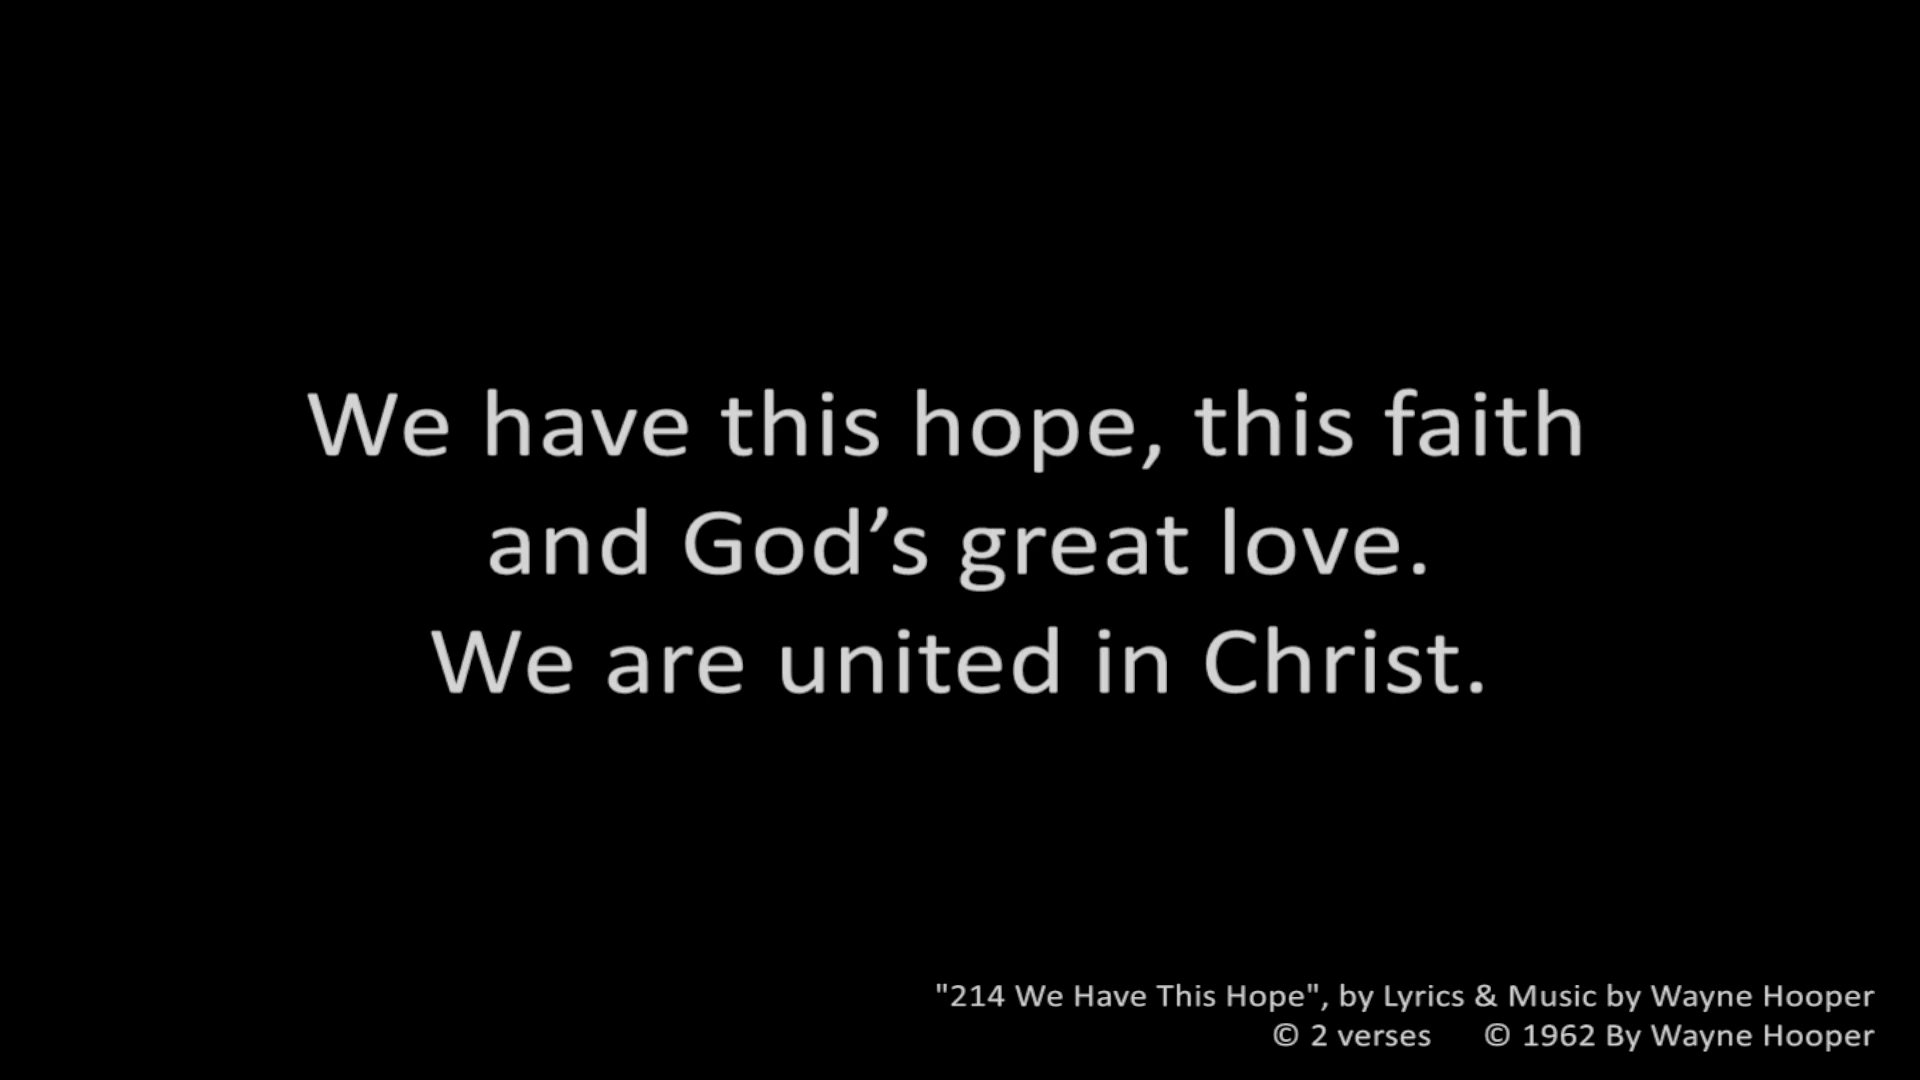 We have this hope, this faith
and God’s great love.
We are united in Christ.
"214 We Have This Hope", by Lyrics & Music by Wayne Hooper
© 2 verses © 1962 By Wayne Hooper